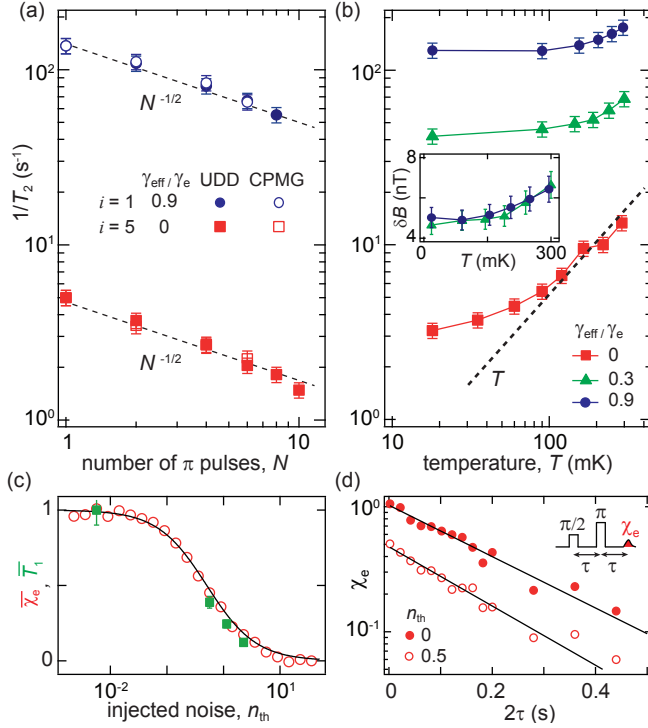 (a)
10²
10¹
10⁰
1/T₂ (s⁻¹)
N⁻¹/²
γeff / γe UDD CPMG
i = 1 0.9
i = 5 0
N⁻¹/²
1
10
number of π pulses, N
(b)
10²
10¹
10⁰
8
6
4
δB (nT)
0
300
T (mK)
T
γeff / γe
0
0.3
0.9
10
100
temperature, T (mK)
(c)
1
0
χe, T₁
10⁻²
10¹
injected noise, nth
(d)
10⁰
10⁻¹
χe
π/2
π
χe
τ
τ
nth
0
0.5
0
0.2
0.4
2τ (s)